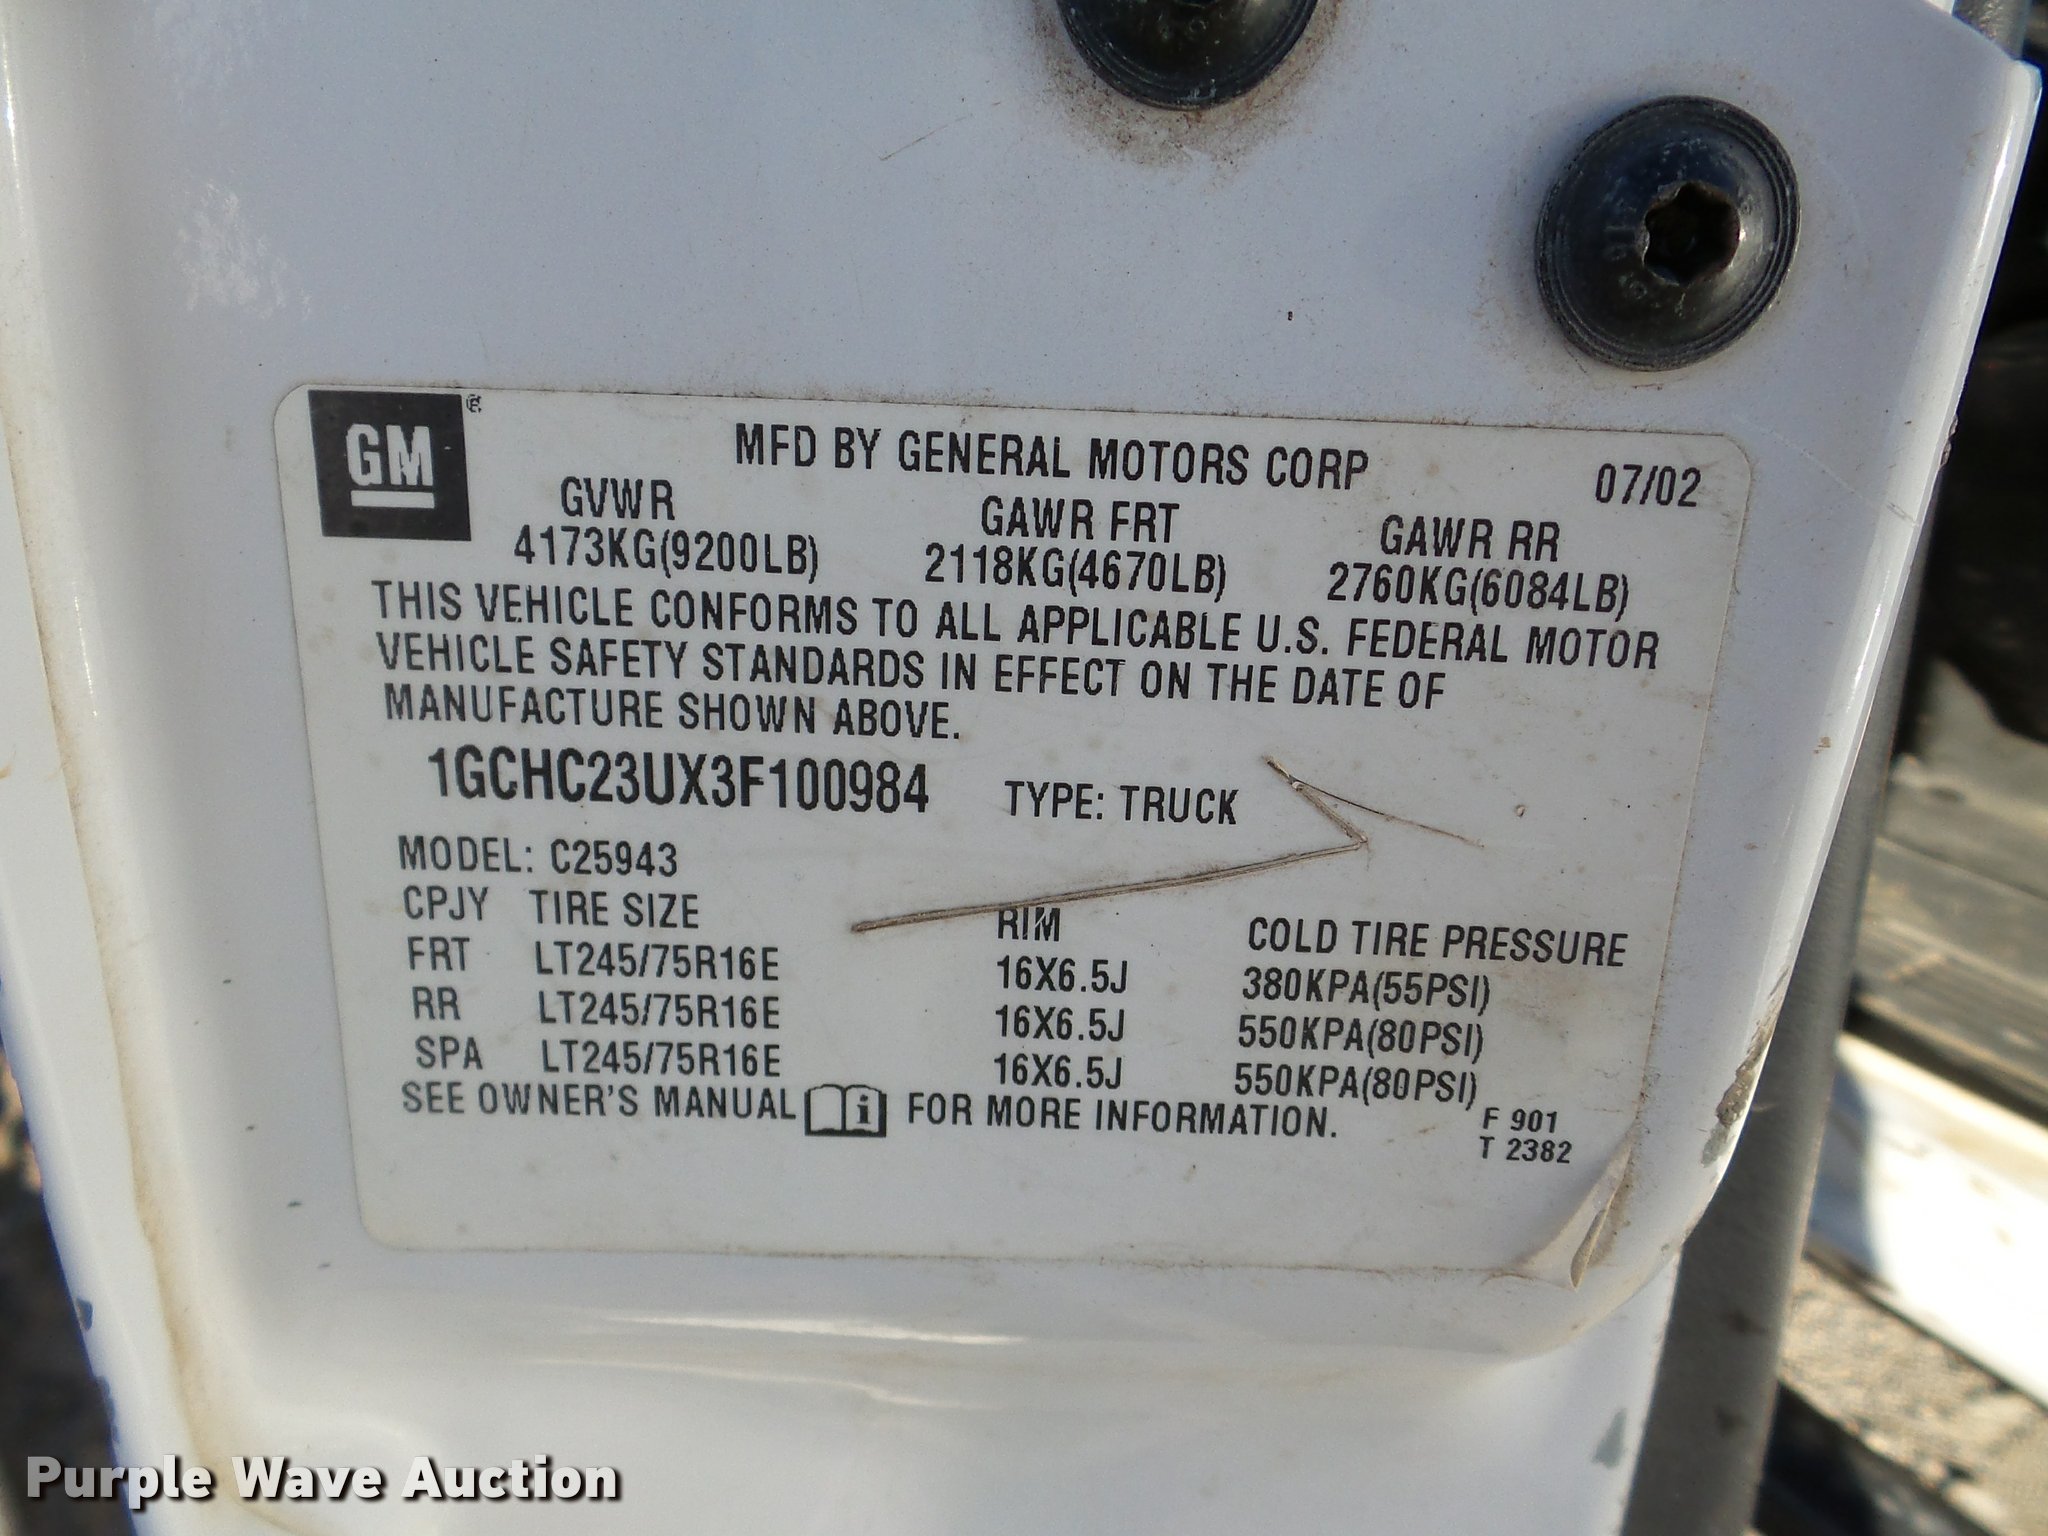 GM
MFD BY GENERAL MOTORS CORP 07/02
GVWR GAWR FRT GAWR RR
4173KG(9200LB) 2118KG(4670LB) 2760KG(6084LB)
THIS VEHICLE CONFORMS TO ALL APPLICABLE U.S. FEDERAL MOTOR
VEHICLE SAFETY STANDARDS IN EFFECT ON THE DATE OF
MANUFACTURE SHOWN ABOVE.
1GCHC23UX3F100984 TYPE: TRUCK
MODEL: C25943
CPJY TIRE SIZE RIM COLD TIRE PRESSURE
FRT LT245/75R16E 16X6.5J 380KPA(55PSI)
RR LT245/75R16E 16X6.5J 550KPA(80PSI)
SPA LT245/75R16E 16X6.5J 550KPA(80PSI)
SEE OWNER'S MANUAL i FOR MORE INFORMATION.
F 901
T 2382
Purple Wave Auction